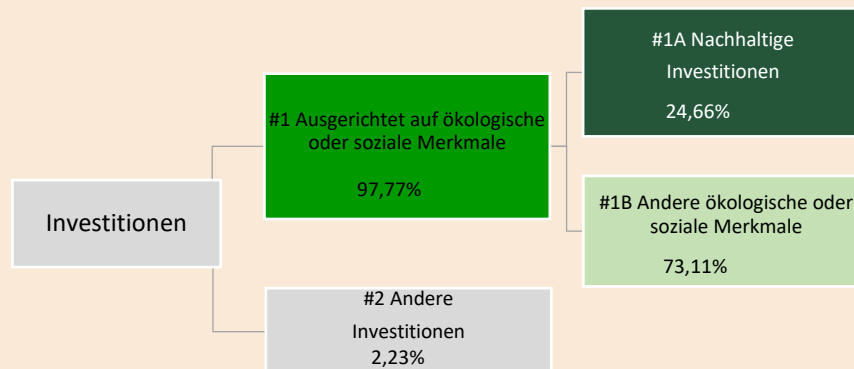 Investitionen
#1 Ausgerichtet auf ökologische
oder soziale Merkmale
97,77%
#2 Andere
Investitionen
2,23%
#1A Nachhaltige
Investitionen
24,66%
#1B Andere ökologische oder
soziale Merkmale
73,11%